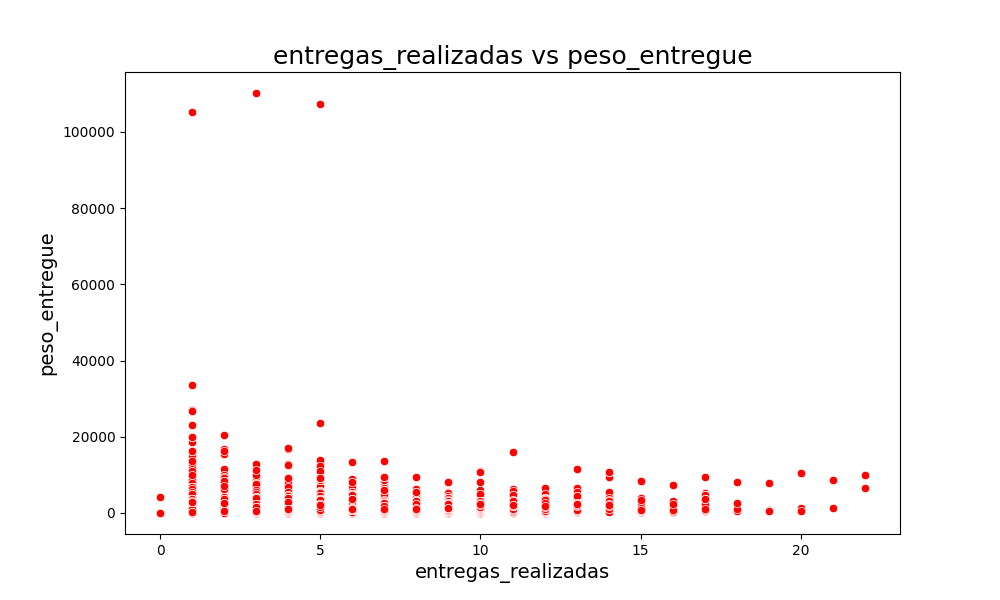 entregas_realizadas vs peso_entregue
peso_entregue
100000
80000
60000
40000
20000
0
0 5 10 15 20
entregas_realizadas